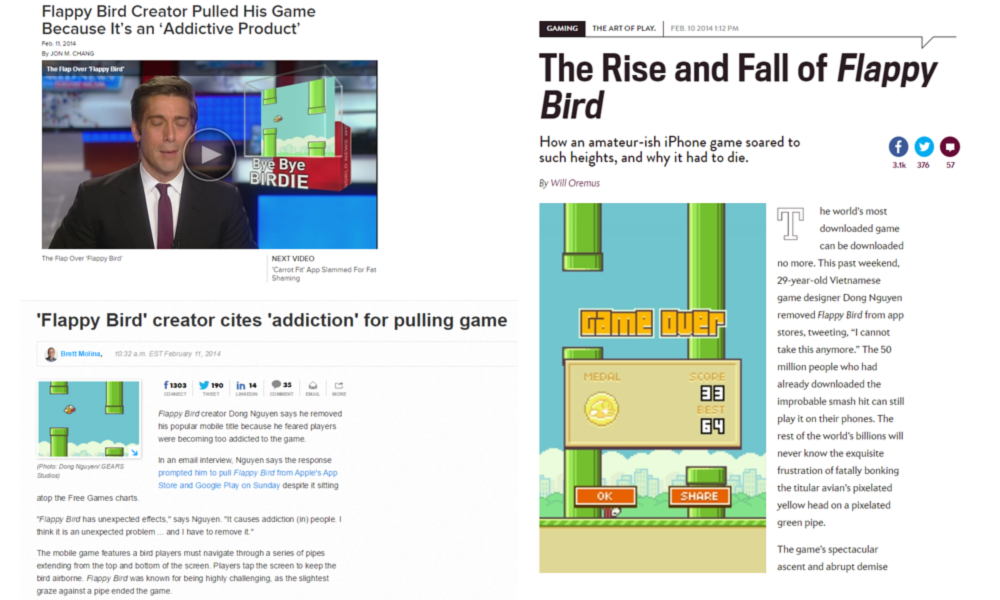 Flappy Bird Creator Pulled His Game
Because It's an 'Addictive Product'
Feb. 11, 2014
By JON M. CHANG
The Flap Over 'Flappy Bird'
Bye Bye
BIRDIE
The Flap Over 'Flappy Bird'
NEXT VIDEO
'Carrot Fit' App Slammed For Fat
Shaming
'Flappy Bird' creator cites 'addiction' for pulling game
Brett Molina, 10:32 a.m. EST February 11, 2014
1303
CONNECT
190
TWEET
14
LINKEDIN
35
COMMENT
EMAIL
MORE
(Photo: Dong Nguyen/ GEARS
Studios)
Flappy Bird creator Dong Nguyen says he removed
his popular mobile title because he feared players
were becoming too addicted to the game.
In an email interview, Nguyen says the response
prompted him to pull Flappy Bird from Apple's App
Store and Google Play on Sunday despite it sitting
atop the Free Games charts.
"Flappy Bird has unexpected effects," says Nguyen. "It causes addiction (in) people. I
think it is an unexpected problem ... and I have to remove it."
The mobile game features a bird players must navigate through a series of pipes
extending from the top and bottom of the screen. Players tap the screen to keep the
bird airborne. Flappy Bird was known for being highly challenging, as the slightest
graze against a pipe ended the game.
GAMING THE ART OF PLAY. FEB. 10 2014 1:12 PM
The Rise and Fall of Flappy
Bird
How an amateur-ish iPhone game soared to
such heights, and why it had to die.
3.1k 376 57
By Will Oremus
Game Over
MEDAL SCORE
33
BEST
64
OK SHARE
The world's most
downloaded game
can be downloaded
no more. This past weekend,
29-year-old Vietnamese
game designer Dong Nguyen
removed Flappy Bird from app
stores, tweeting, "I cannot
take this anymore." The 50
million people who had
already downloaded the
improbable smash hit can still
play it on their phones. The
rest of the world's billions will
never know the exquisite
frustration of fatally bonking
the titular avian's pixelated
yellow head on a pixelated
green pipe.
The game's spectacular
ascent and abrupt demise